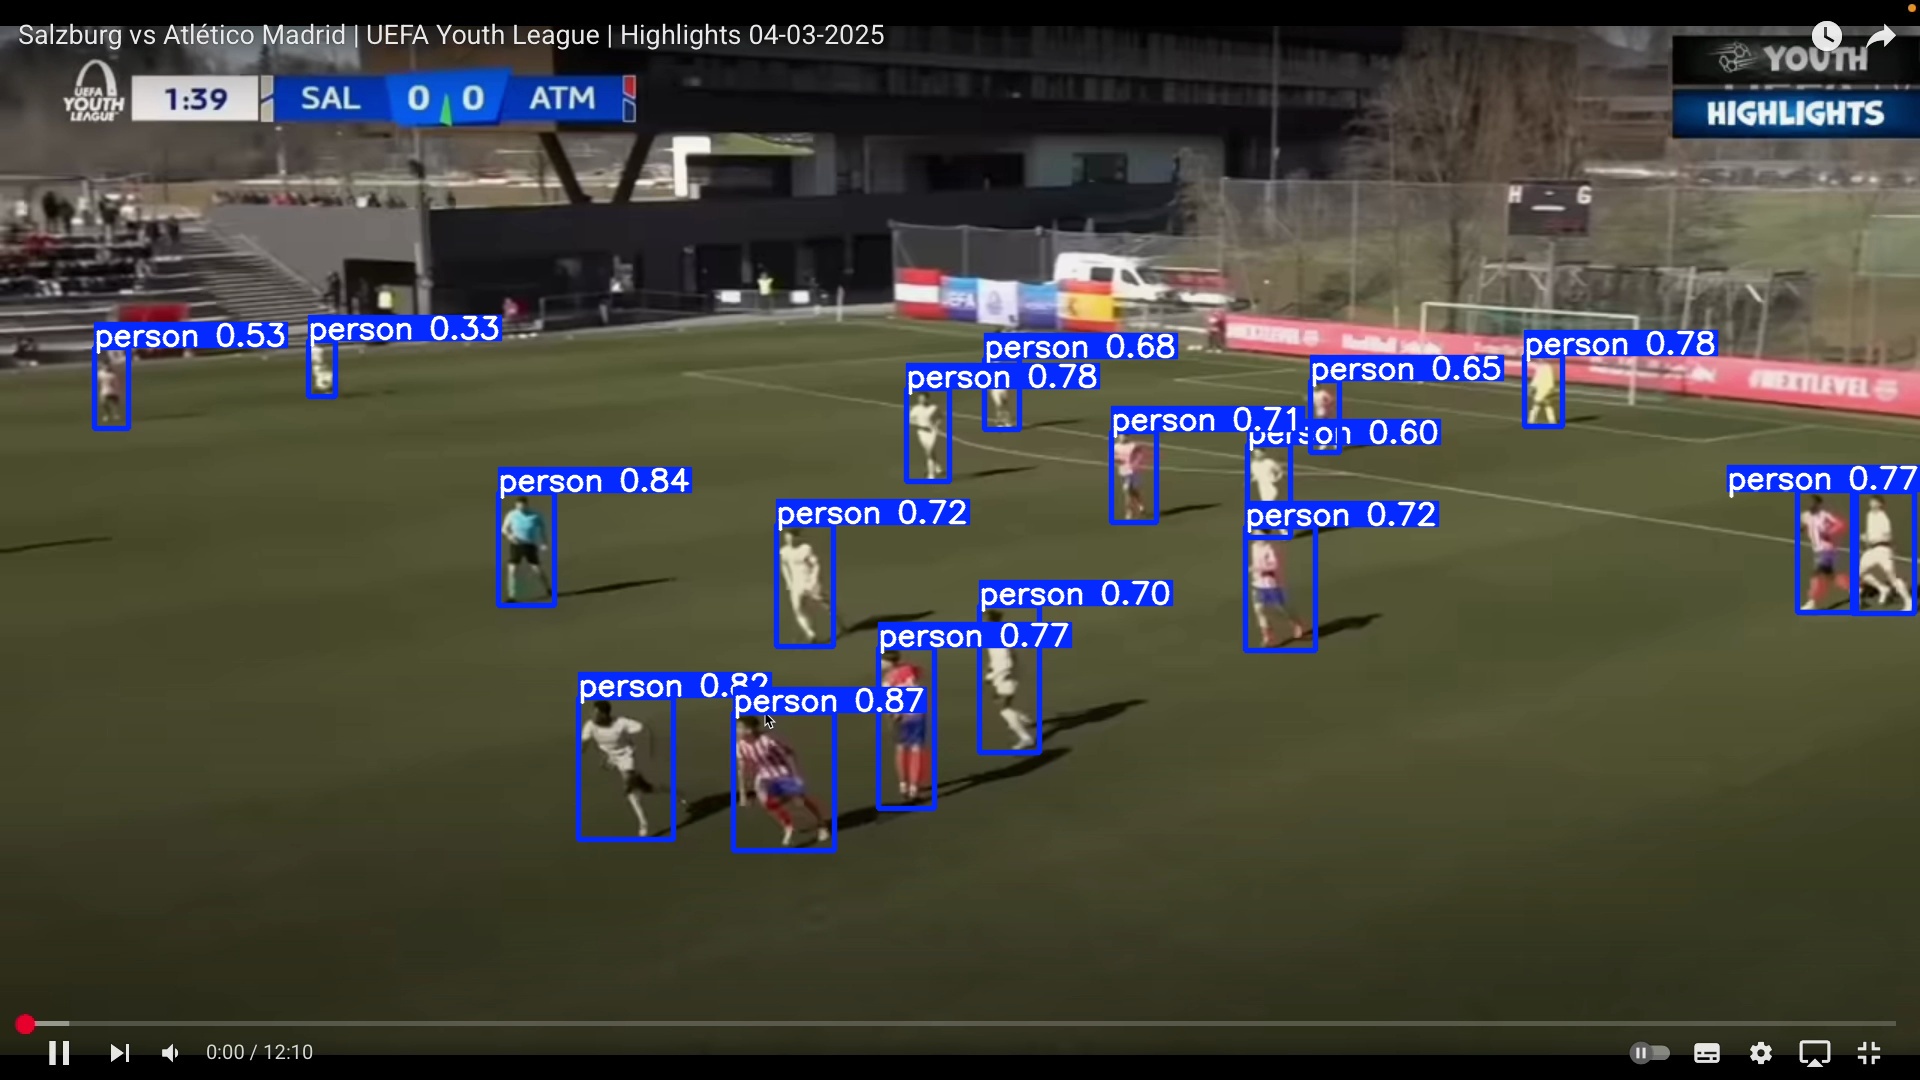 Salzburg vs Atlético Madrid | UEFA Youth League | Highlights 04-03-2025
UEFA
YOUTH
LEAGUE
1:39 SAL 0 0 ATM
YOUTH
HIGHLIGHTS
H - G
UEFA
NEXTLEVEL
#NEXTLEVEL
person 0.53
person 0.33
person 0.68
person 0.78
person 0.65
person 0.78
person 0.71
person 0.60
person 0.84
person 0.72
person 0.72
person 0.77
person 0.70
person 0.77
person 0.82
person 0.87
0:00 / 12:10